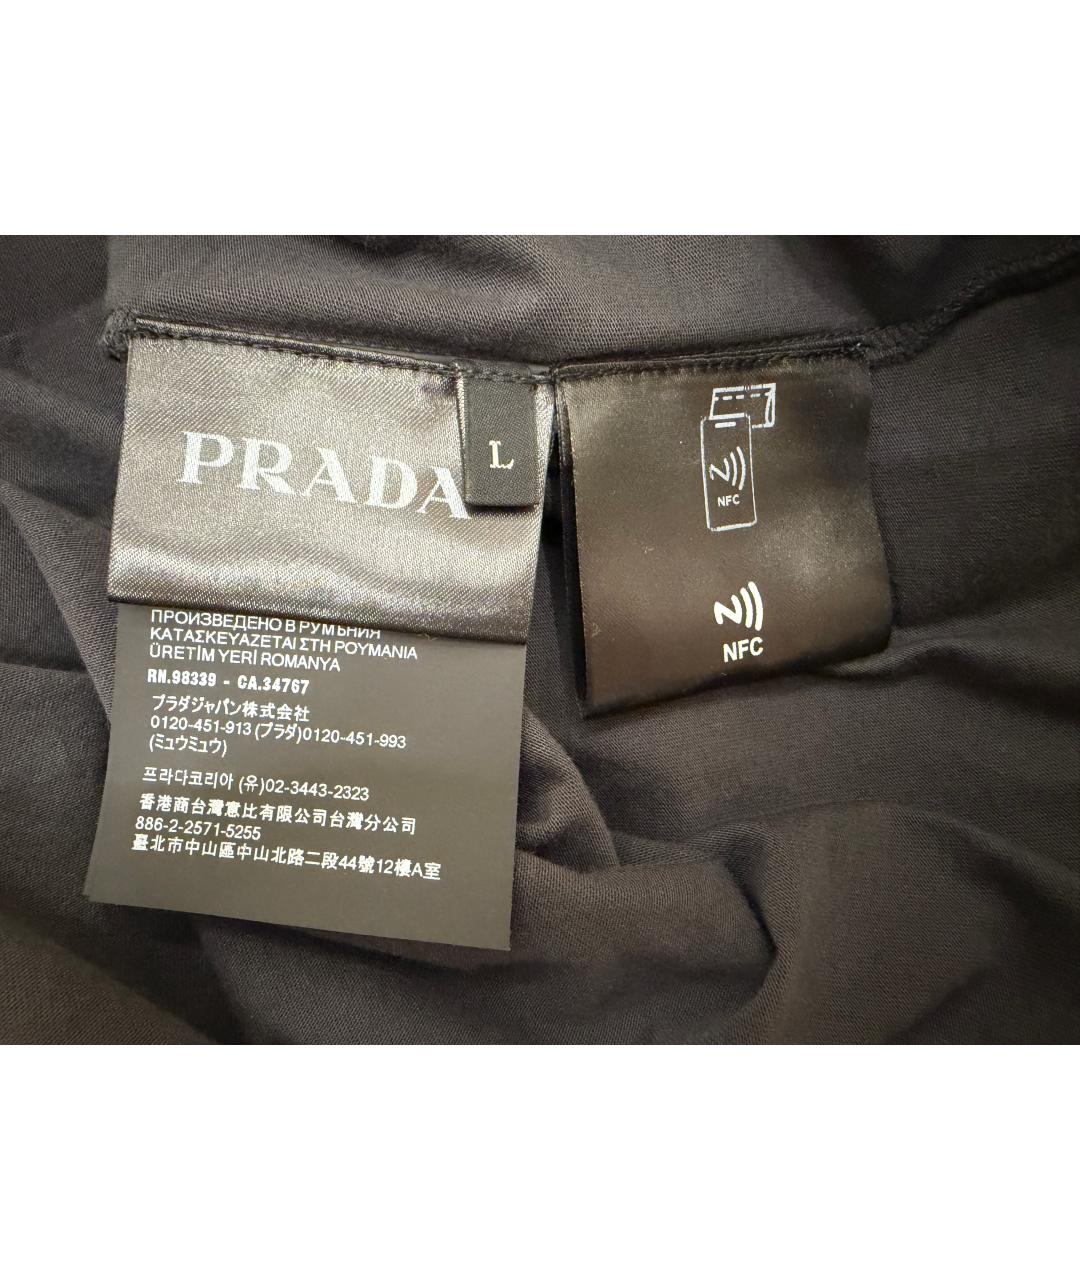 PRADA
L
NFC
NFC
ПРОИЗВЕДЕНО В РУМЪНИЯ
ΚΑΤΑΣΚΕΥΑΖΕΤΑΙ ΣΤΗ ΡΟΥΜΑΝΙΑ
ÜRETİM YERİ ROMANYA
RN.98339 - CA.34767
プラダジャパン株式会社
0120-451-913 (プラダ)0120-451-993
(ミュウミュウ)
프라다코리아 (유)02-3443-2323
香港商台灣意比有限公司台灣分公司
886-2-2571-5255
臺北市中山區中山北路二段44號12樓A室